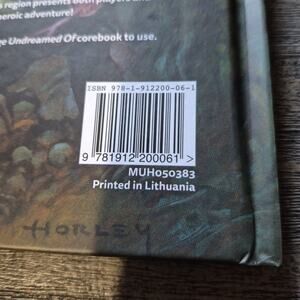 s region presents both players and
heroic adventure!
ge Undreamed Of corebook to use.
ISBN 978-1-912200-06-1
9 781912 200061 >
MUH050383
Printed in Lithuania
HORLEY